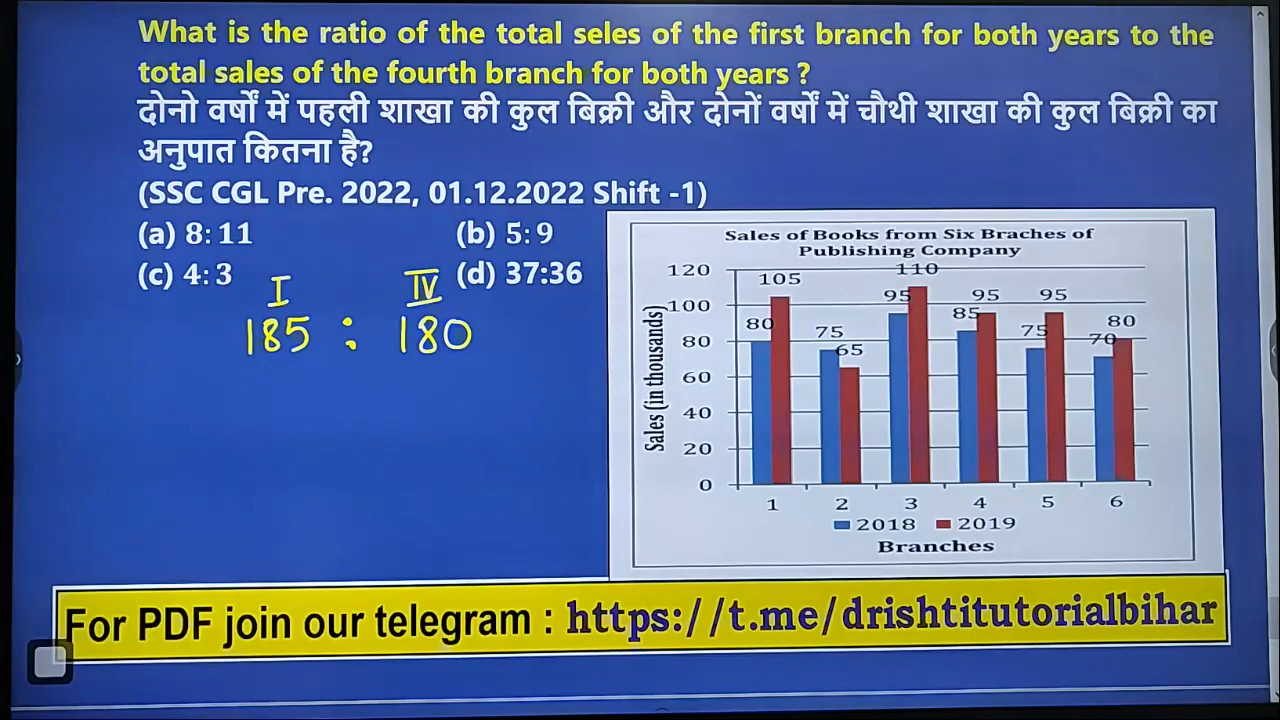 What is the ratio of the total seles of the first branch for both years to the
total sales of the fourth branch for both years ?
दोनो वर्षों में पहली शाखा की कुल बिक्री और दोनों वर्षों में चौथी शाखा की कुल बिक्री का
अनुपात कितना है?
(SSC CGL Pre. 2022, 01.12.2022 Shift -1)
(a) 8:11 (b) 5:9
(c) 4:3 (d) 37:36
I IV
185 : 180
Sales of Books from Six Braches of
Publishing Company
Sales (in thousands)
120
100
80
60
40
20
0
80 105 75 65 95 110 85 95 75 95 70 80
1 2 3 4 5 6
2018 2019
Branches
For PDF join our telegram : https://t.me/drishtitutorialbihar